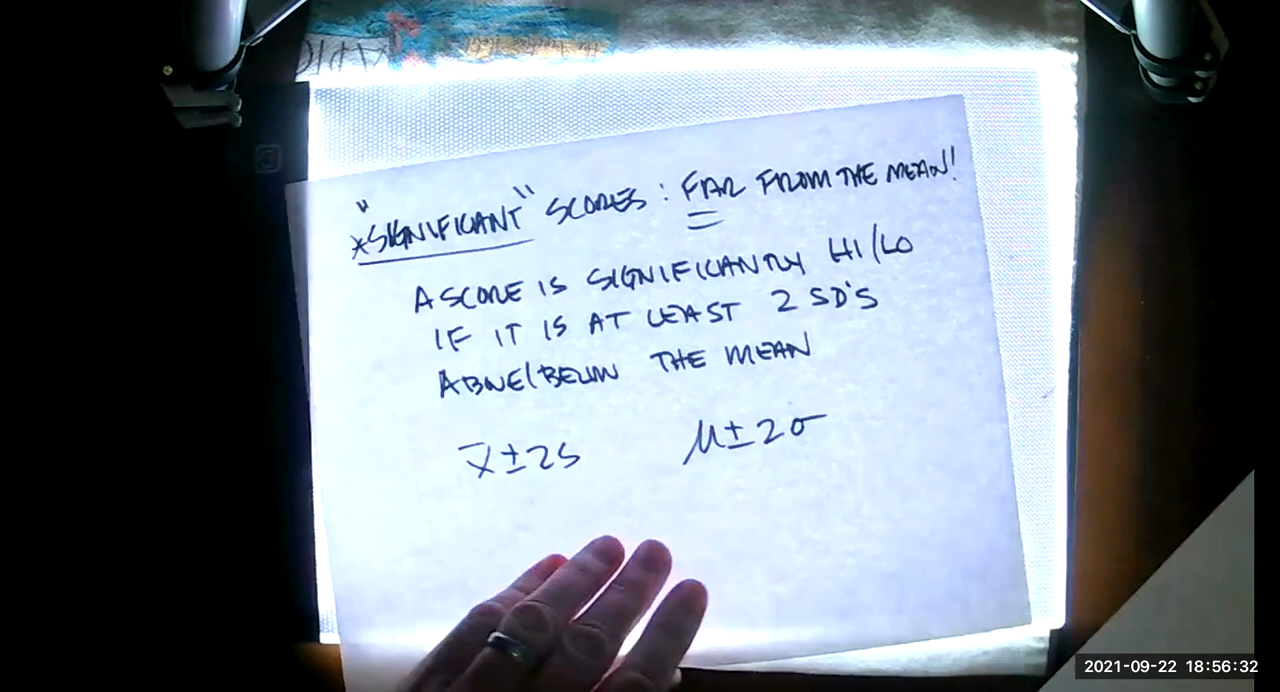 *"SIGNIFICANT" SCORES: FAR FROM THE MEAN!
A SCORE IS SIGNIFICANTLY HI/LO
IF IT IS AT LEAST 2 SD'S
ABOVE/BELOW THE MEAN
x̄±2s μ±2σ
2021-09-22 18:56:32